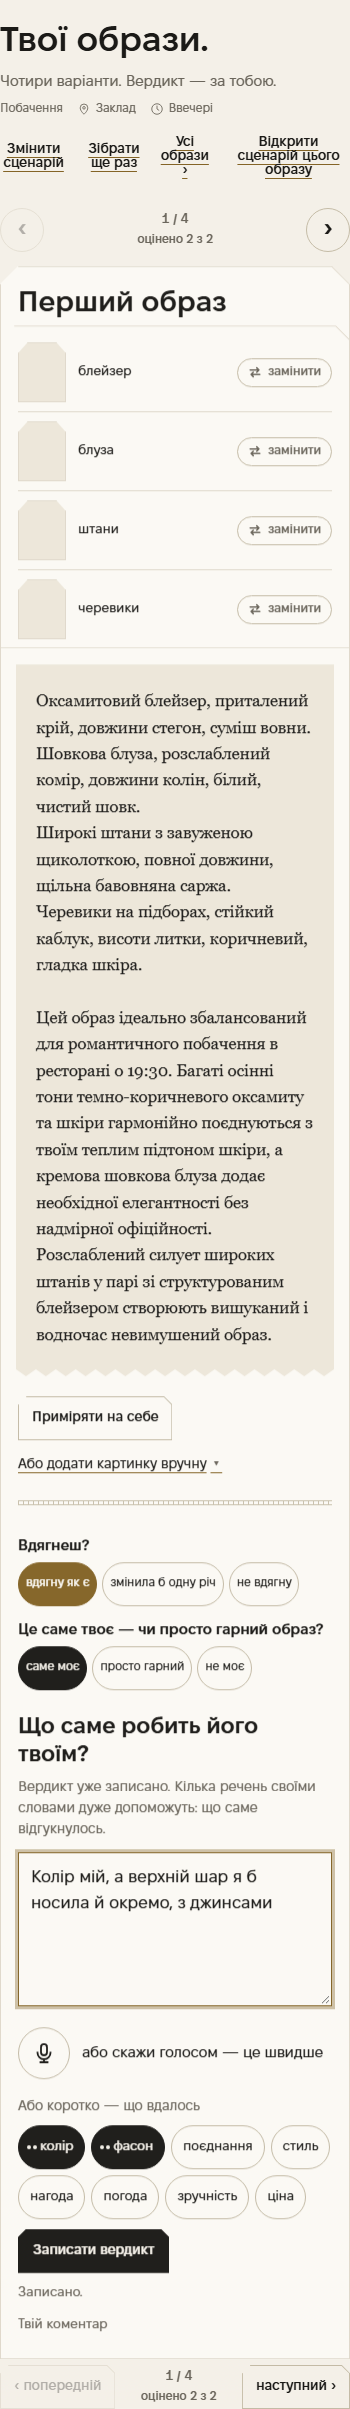 Твої образи.
Чотири варіанти. Вердикт — за тобою.
Побачення Заклад Ввечері
Змінити сценарій
Зібрати ще раз
Усі образи ›
Відкрити сценарій цього образу
‹
1 / 4
оцінено 2 з 2
›
Перший образ
блейзер
⇄ замінити
блуза
⇄ замінити
штани
⇄ замінити
черевики
⇄ замінити
Оксамитовий блейзер, приталений
крій, довжини стегон, суміш вовни.
Шовкова блуза, розслаблений
комір, довжини колін, білий,
чистий шовк.
Широкі штани з завуженою
щиколоткою, повної довжини,
щільна бавовняна саржа.
Черевики на підборах, стійкий
каблук, висоти литки, коричневий,
гладка шкіра.
Цей образ ідеально збалансований
для романтичного побачення в
ресторані о 19:30. Багаті осінні
тони темно-коричневого оксамиту
та шкіри гармонійно поєднуються з
твоїм теплим підтоном шкіри, а
кремова шовкова блуза додає
необхідної елегантності без
надмірної офіційності.
Розслаблений силует широких
штанів у парі зі структурованим
блейзером створюють вишуканий і
водночас невимушений образ.
Приміряти на себе
Або додати картинку вручну ▾
Вдягнеш?
вдягну як є
змінила б одну річ
не вдягну
Це саме твоє — чи просто гарний образ?
саме моє
просто гарний
не моє
Що саме робить його
твоїм?
Вердикт уже записано. Кілька речень своїми
словами дуже допоможуть: що саме
відгукнулось.
Колір мій, а верхній шар я б
носила й окремо, з джинсами
або скажи голосом — це швидше
Або коротко — що вдалось
•• колір
•• фасон
поєднання
стиль
нагода
погода
зручність
ціна
Записати вердикт
Записано.
Твій коментар
‹ попередній
1 / 4
оцінено 2 з 2
наступний ›